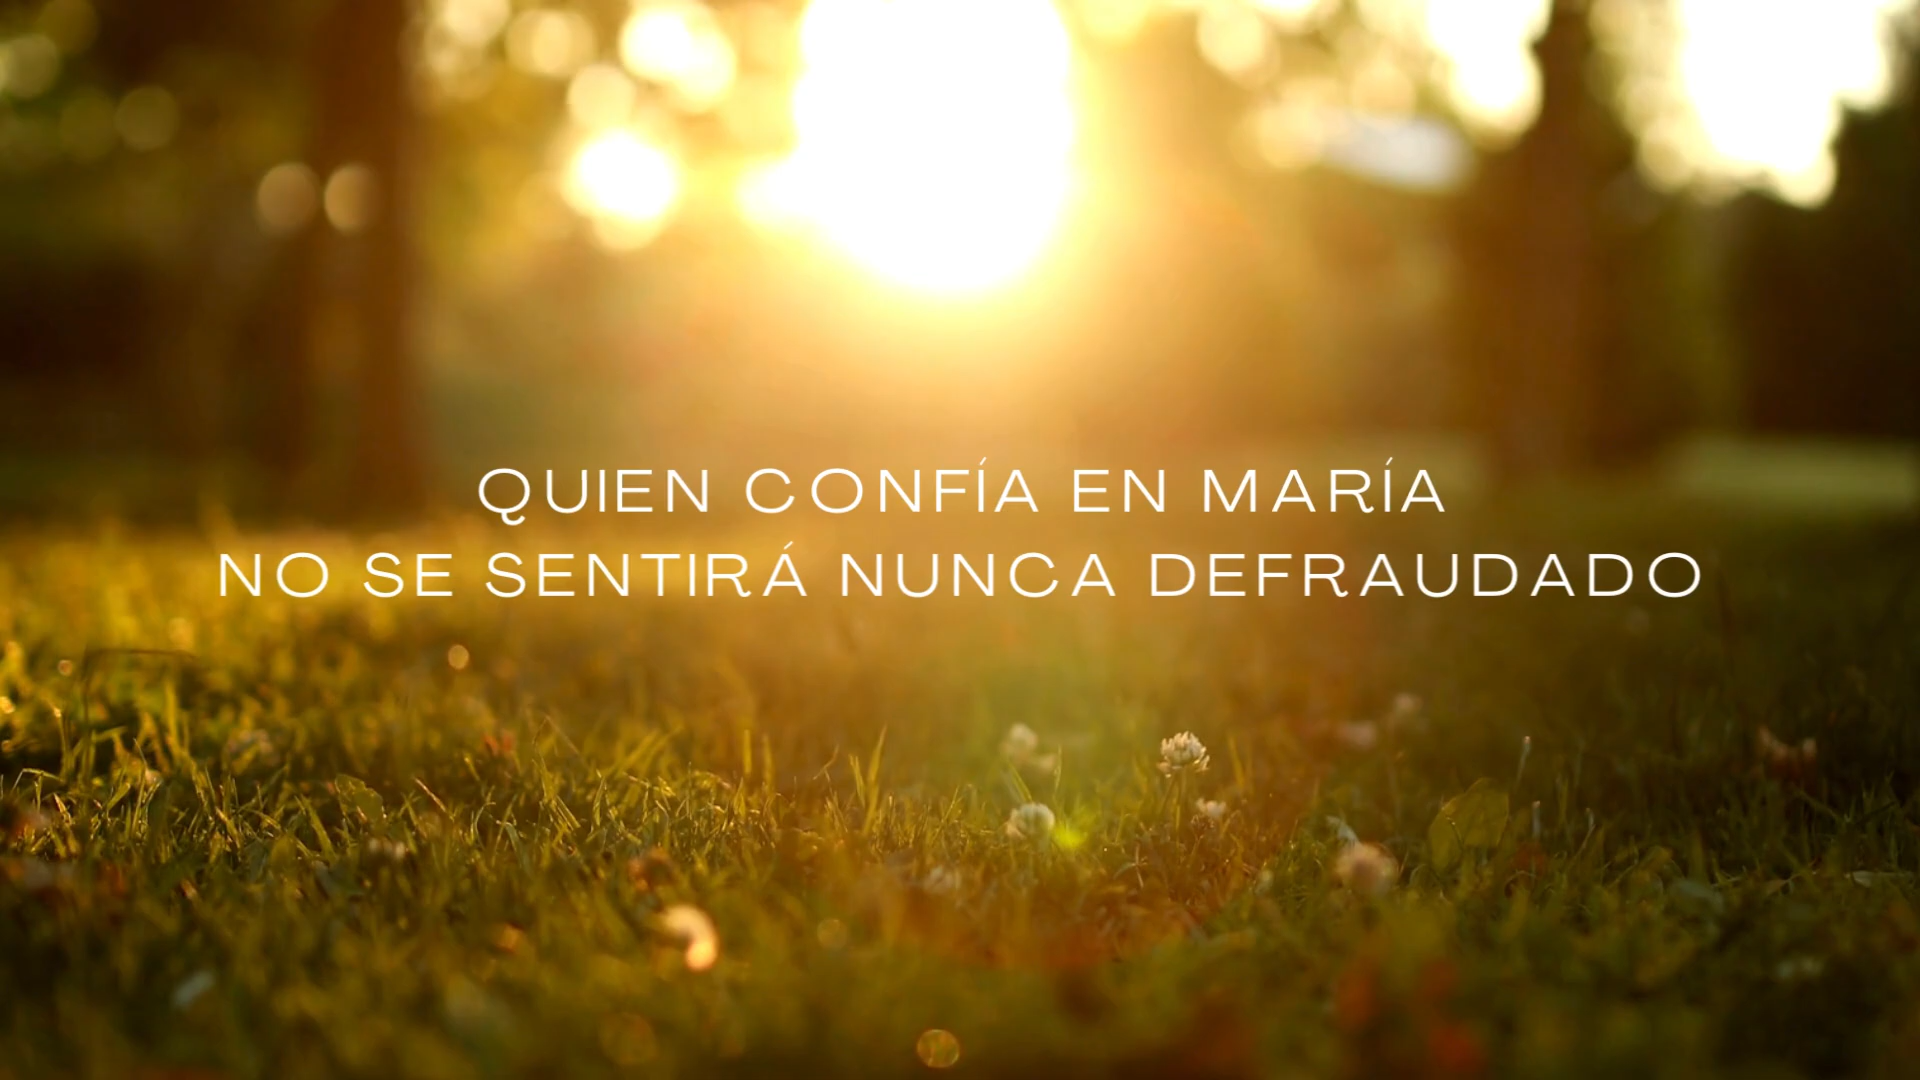 QUIEN CONFÍA EN MARÍA
NO SE SENTIRÁ NUNCA DEFRAUDADO